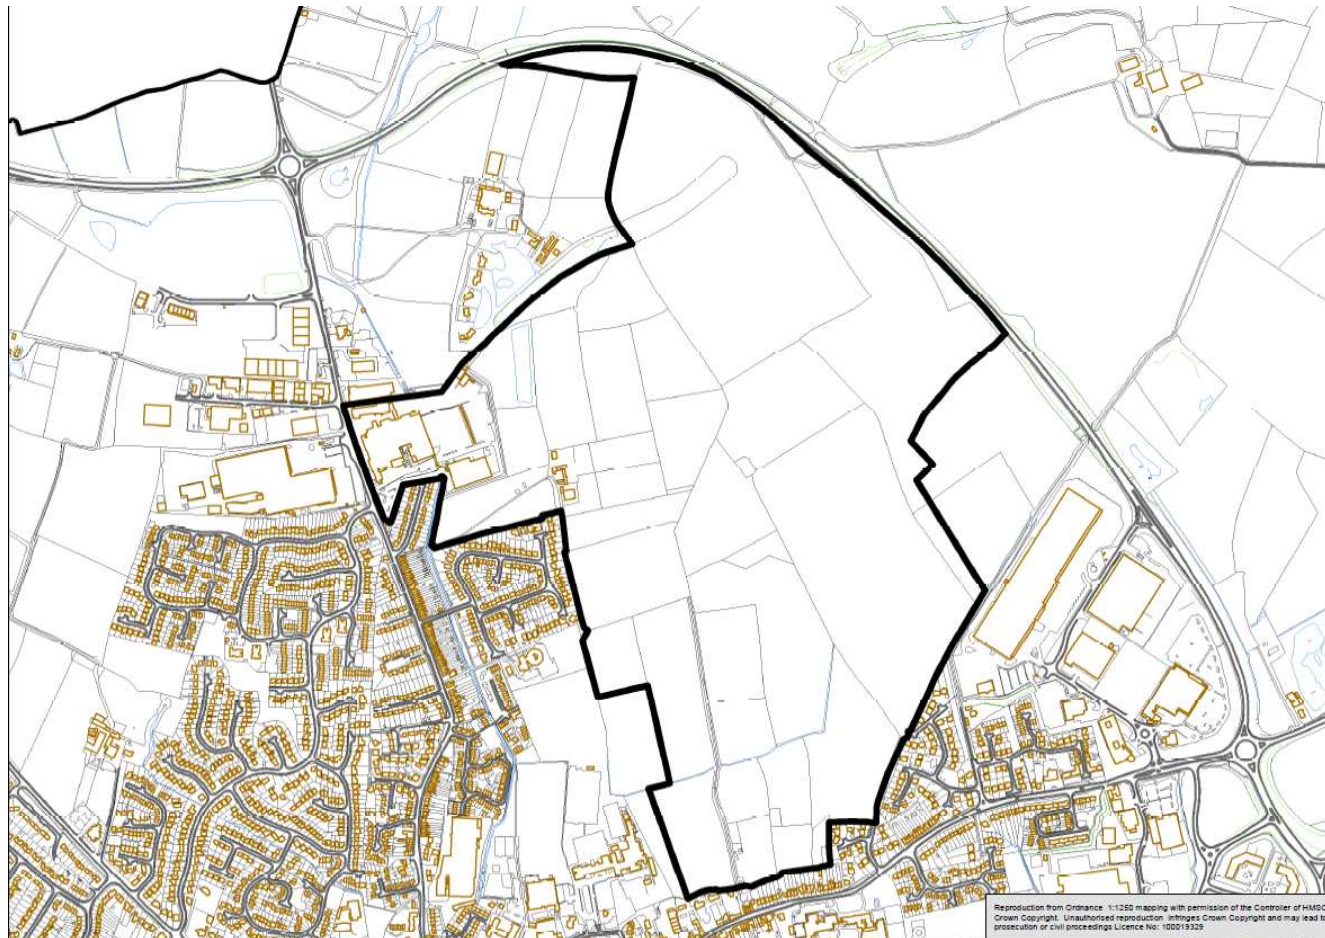 Reproduction from Ordnance 1:1250 mapping with permission of the Controller of HMSO
Crown Copyright. Unauthorised reproduction infringes Crown Copyright and may lead to
prosecution or civil proceedings Licence No: 100019329